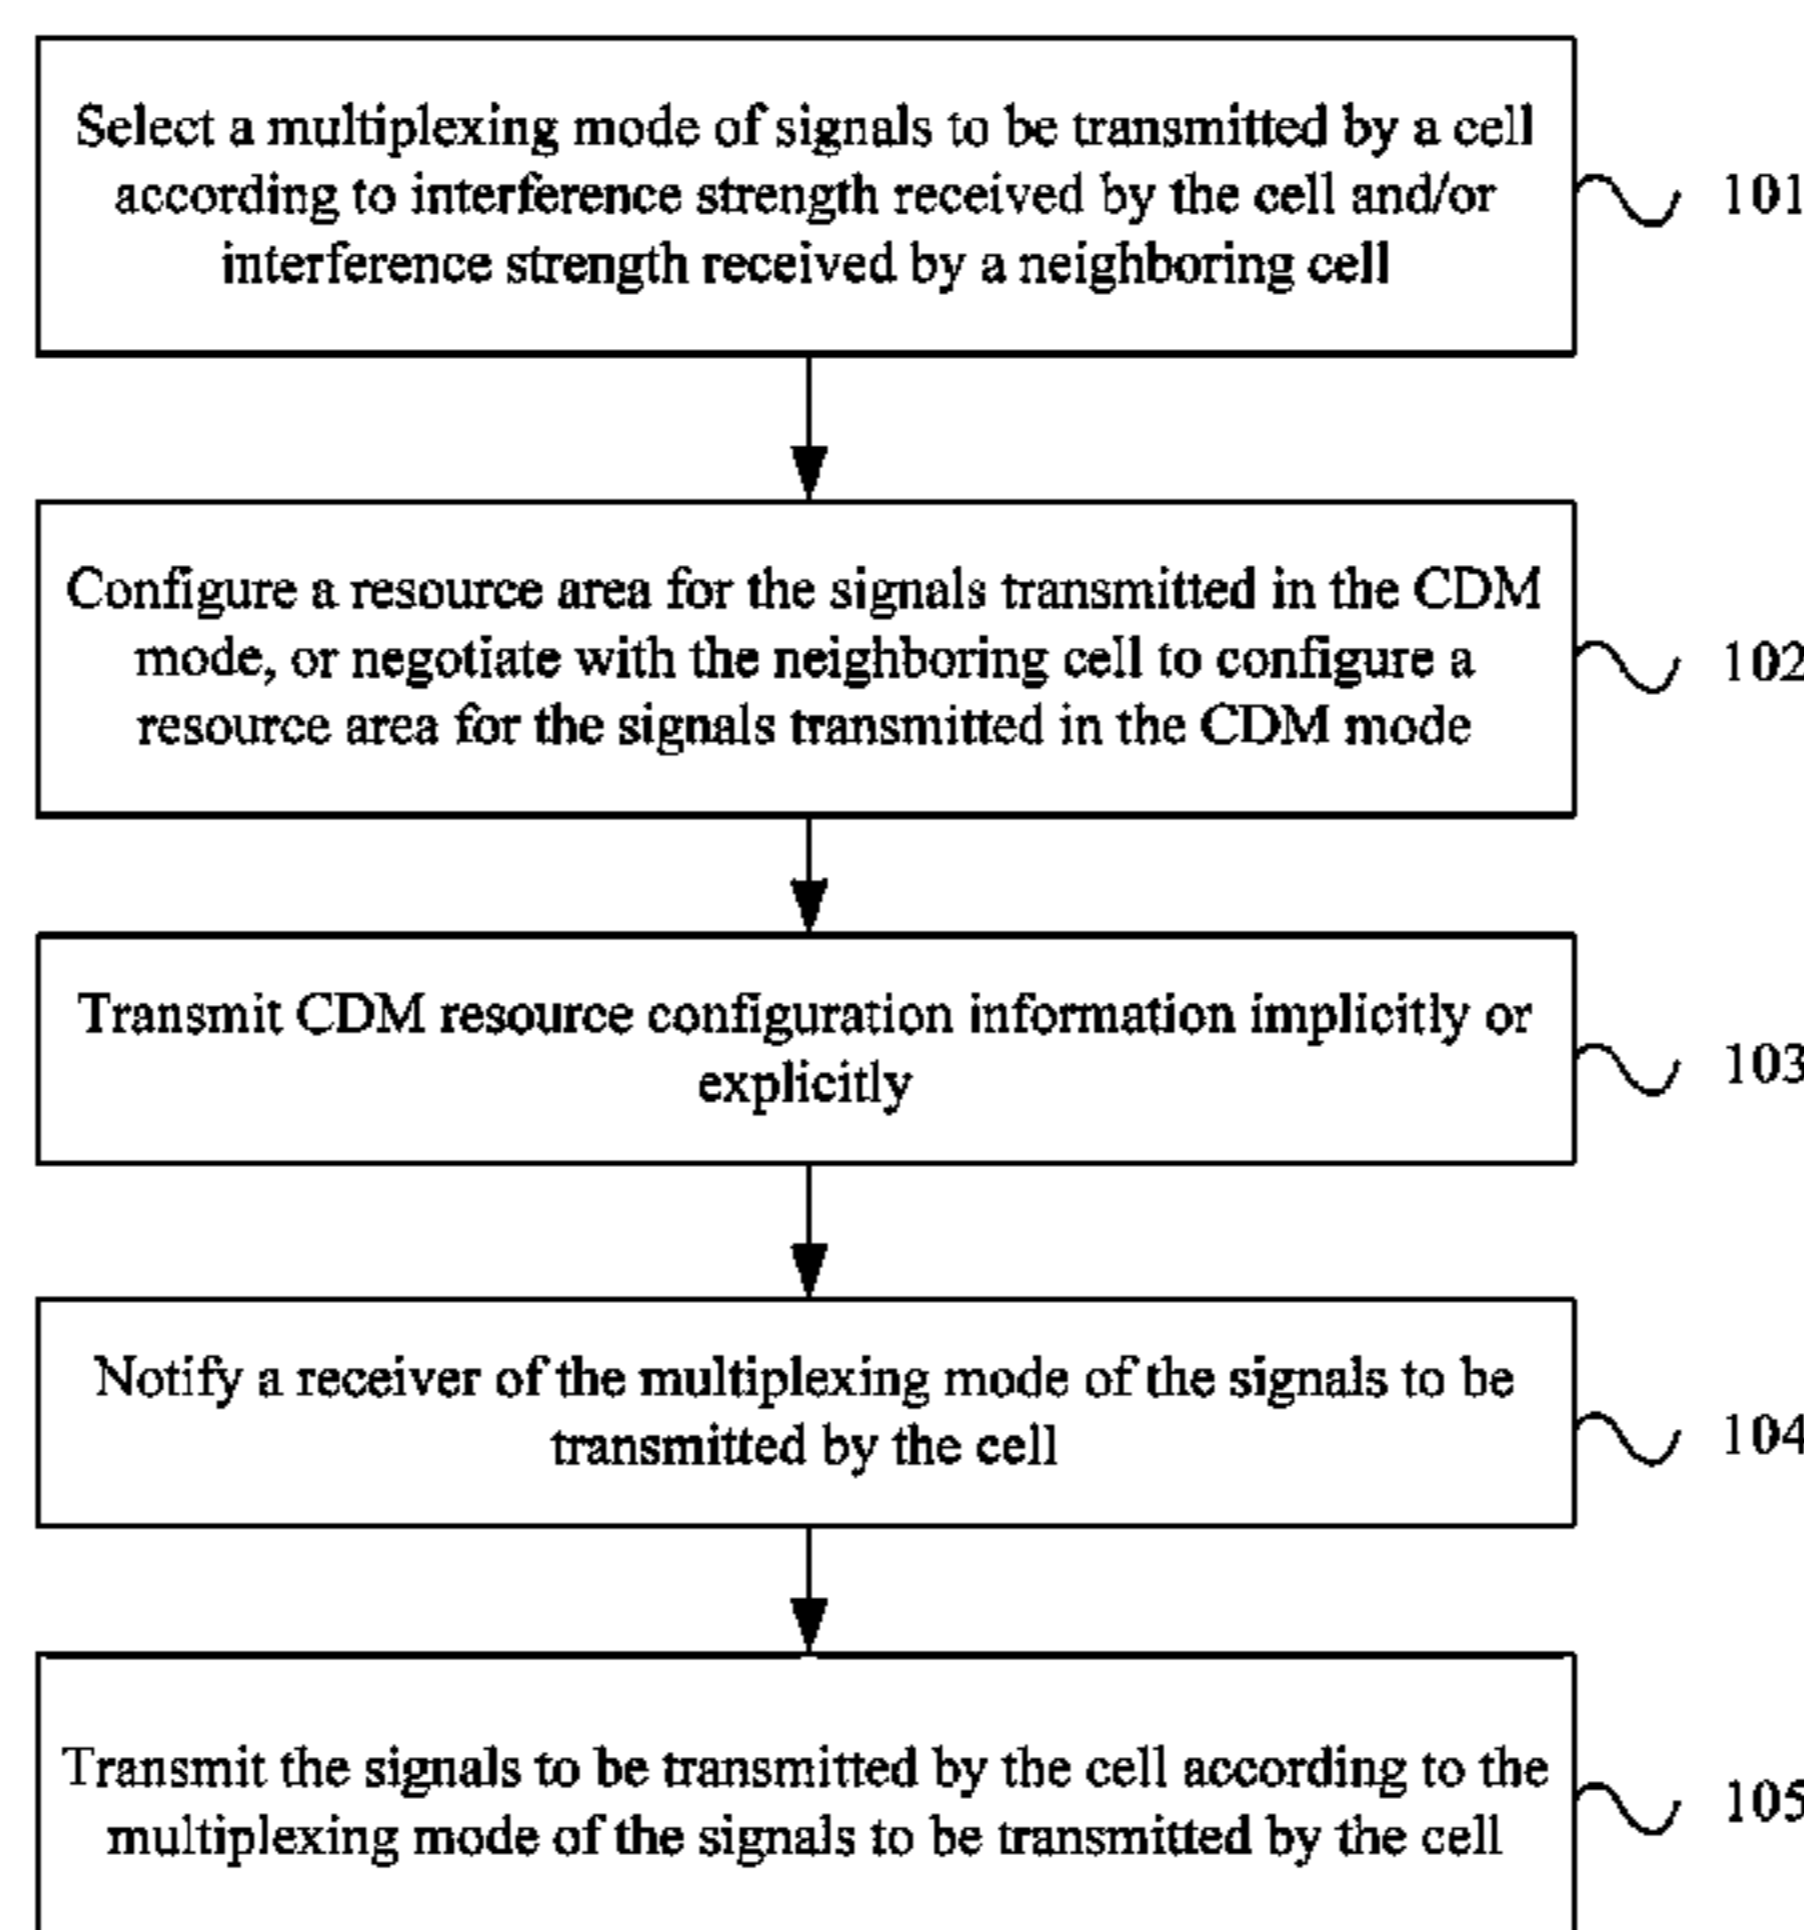 Select a multiplexing mode of signals to be transmitted by a cell
according to interference strength received by the cell and/or
interference strength received by a neighboring cell
101
Configure a resource area for the signals transmitted in the CDM
mode, or negotiate with the neighboring cell to configure a
resource area for the signals transmitted in the CDM mode
102
Transmit CDM resource configuration information implicitly or
explicitly
103
Notify a receiver of the multiplexing mode of the signals to be
transmitted by the cell
104
Transmit the signals to be transmitted by the cell according to the
multiplexing mode of the signals to be transmitted by the cell
105